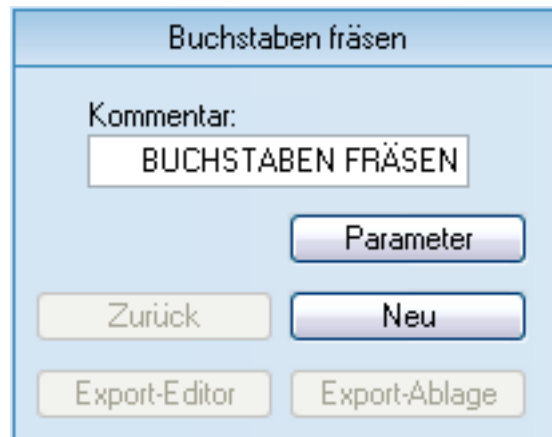 Buchstaben fräsen
Kommentar:
BUCHSTABEN FRÄSEN
Parameter
Zurück Neu
Export-Editor Export-Ablage